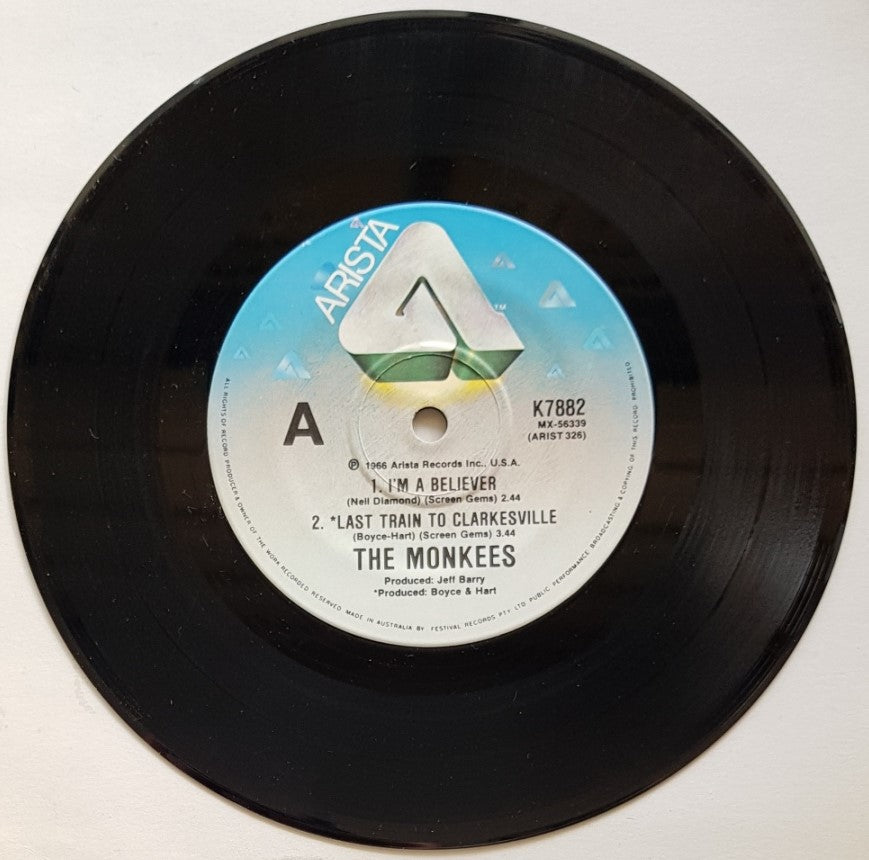 ARISTA
TM
A
K7882
MX-56339
(ARIST 326)
℗ 1966 Arista Records Inc., U.S.A.
1. I'M A BELIEVER
(Neil Diamond) (Screen Gems) 2.44
2. *LAST TRAIN TO CLARKESVILLE
(Boyce-Hart) (Screen Gems) 3.44
THE MONKEES
Produced: Jeff Barry
*Produced: Boyce & Hart
ALL RIGHTS OF RECORD PRODUCER & OWNER OF THE WORK RECORDED RESERVED. MADE IN AUSTRALIA BY FESTIVAL RECORDS PTY. LTD. PUBLIC PERFORMANCE BROADCASTING & COPYING OF THIS RECORD PROHIBITED